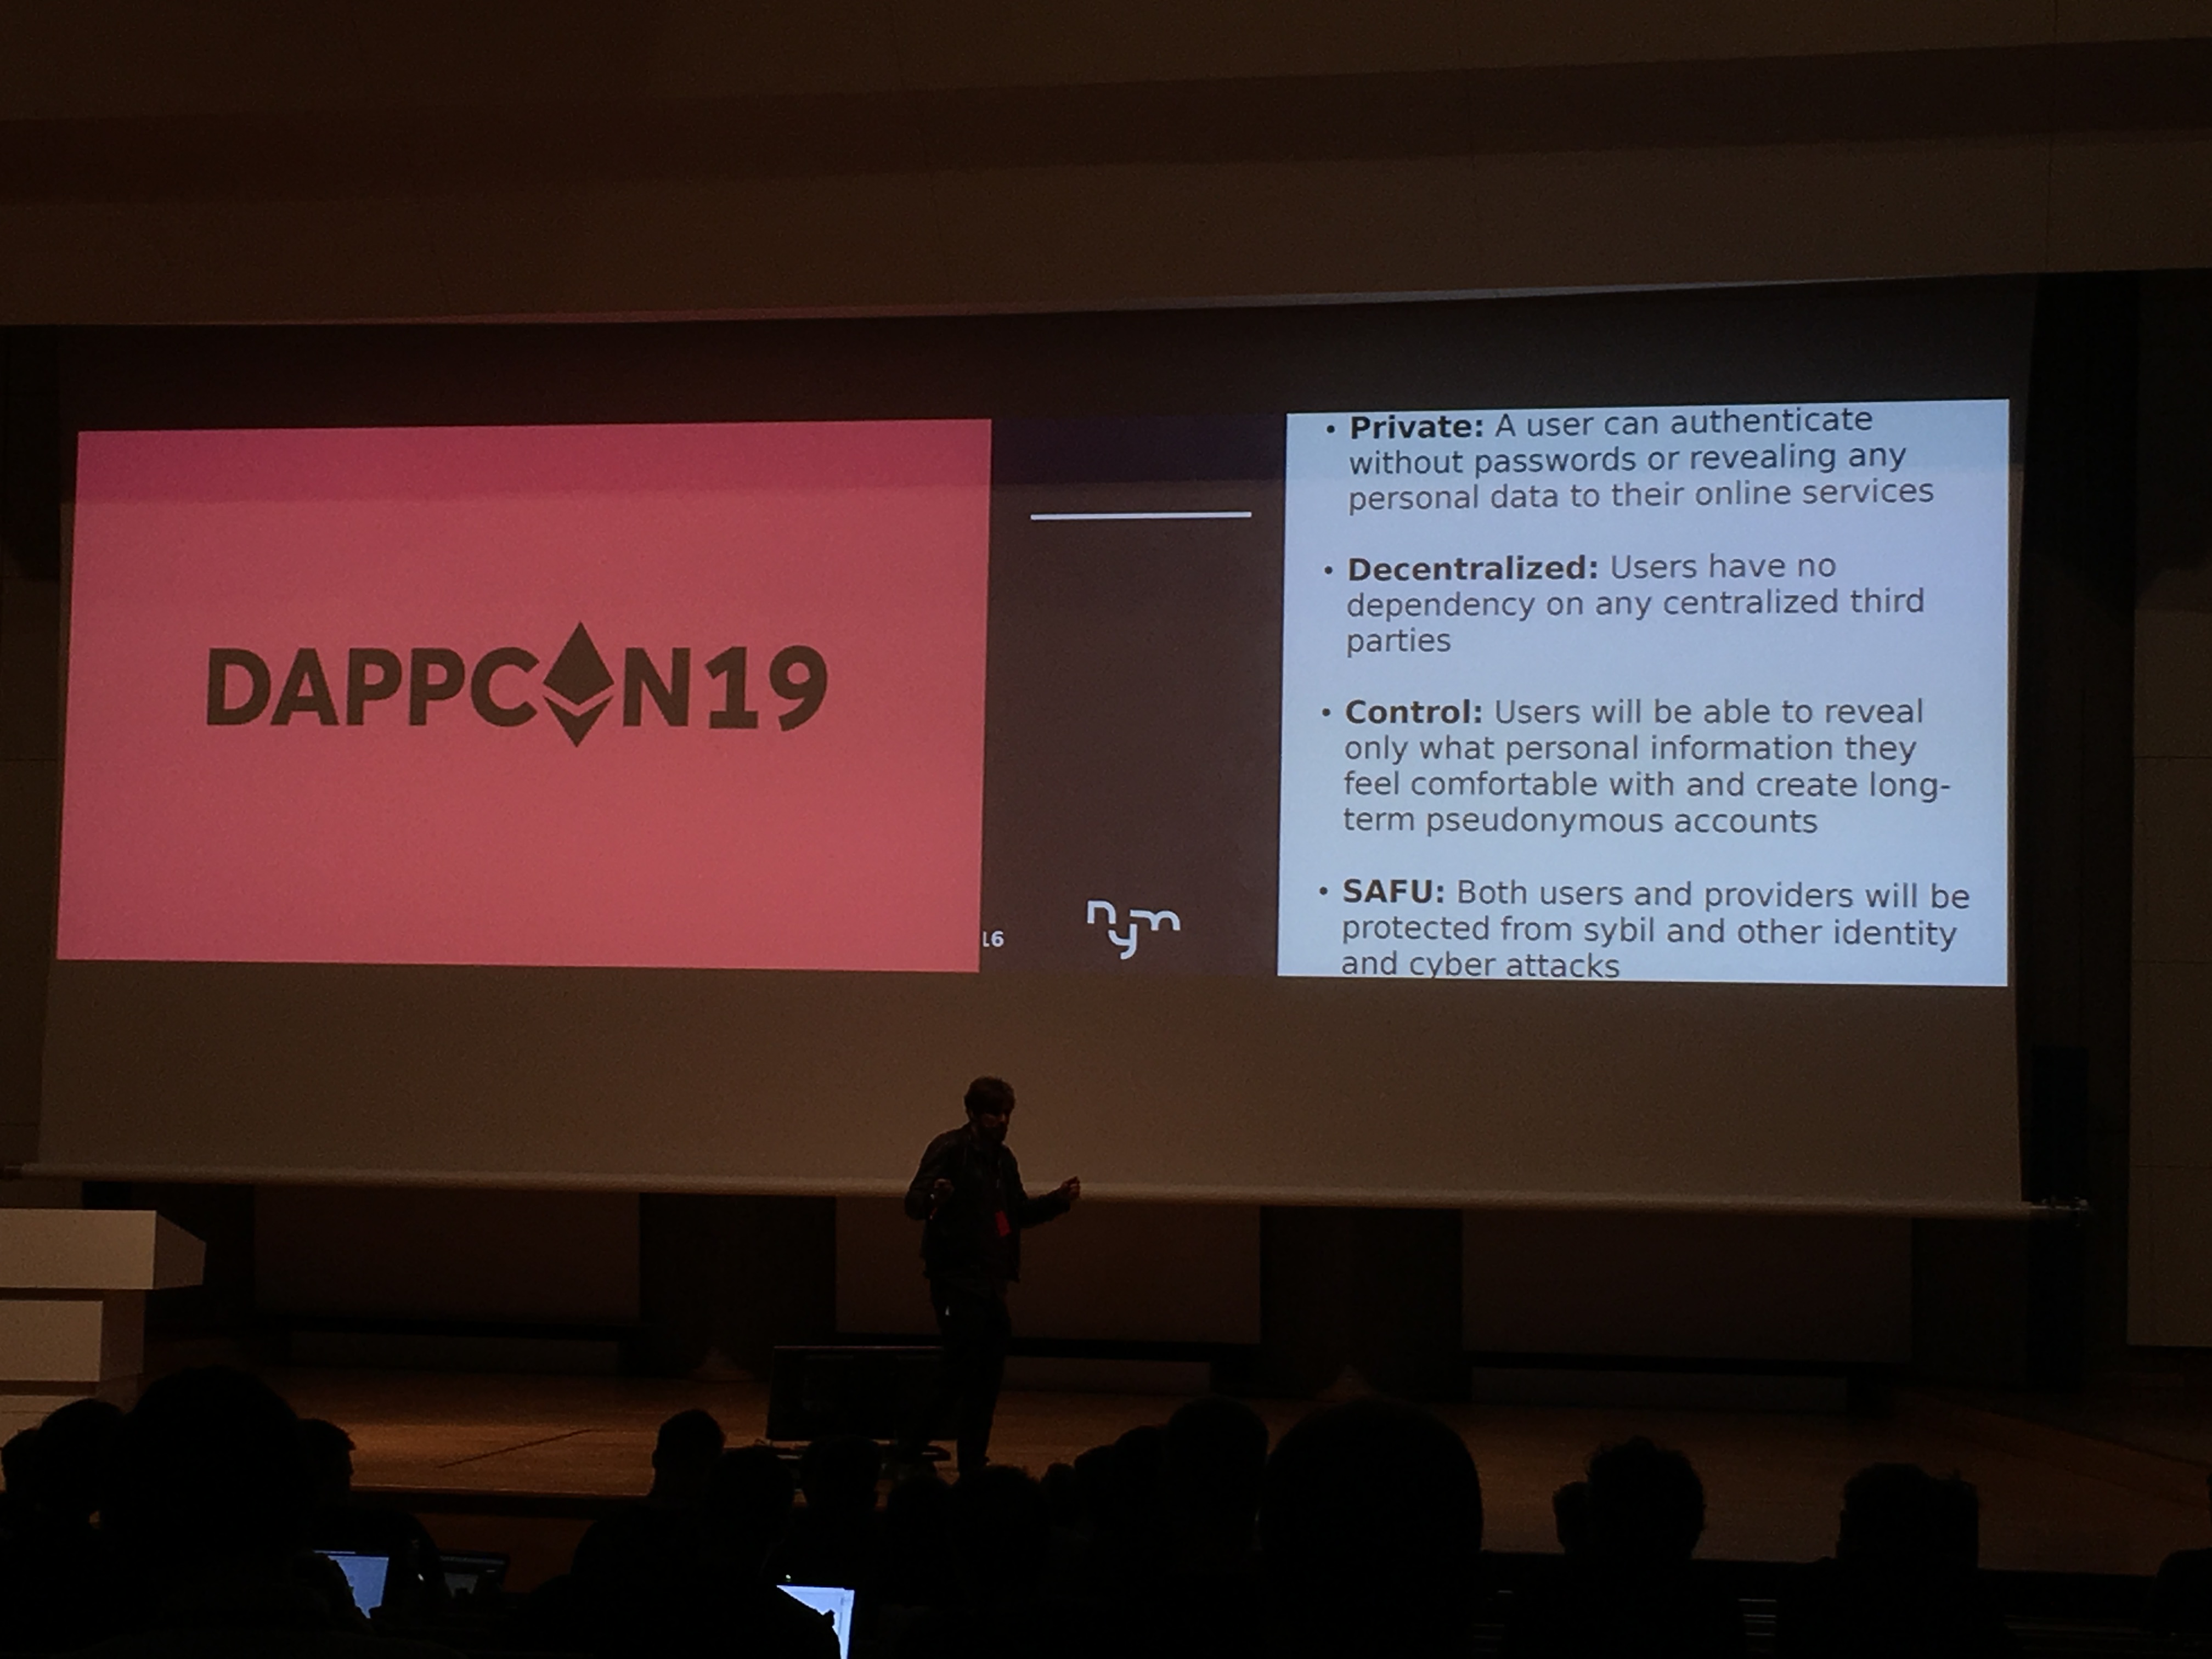 DAPPCON19
16
nym
• Private: A user can authenticate
without passwords or revealing any
personal data to their online services
• Decentralized: Users have no
dependency on any centralized third
parties
• Control: Users will be able to reveal
only what personal information they
feel comfortable with and create long-
term pseudonymous accounts
• SAFU: Both users and providers will be
protected from sybil and other identity
and cyber attacks